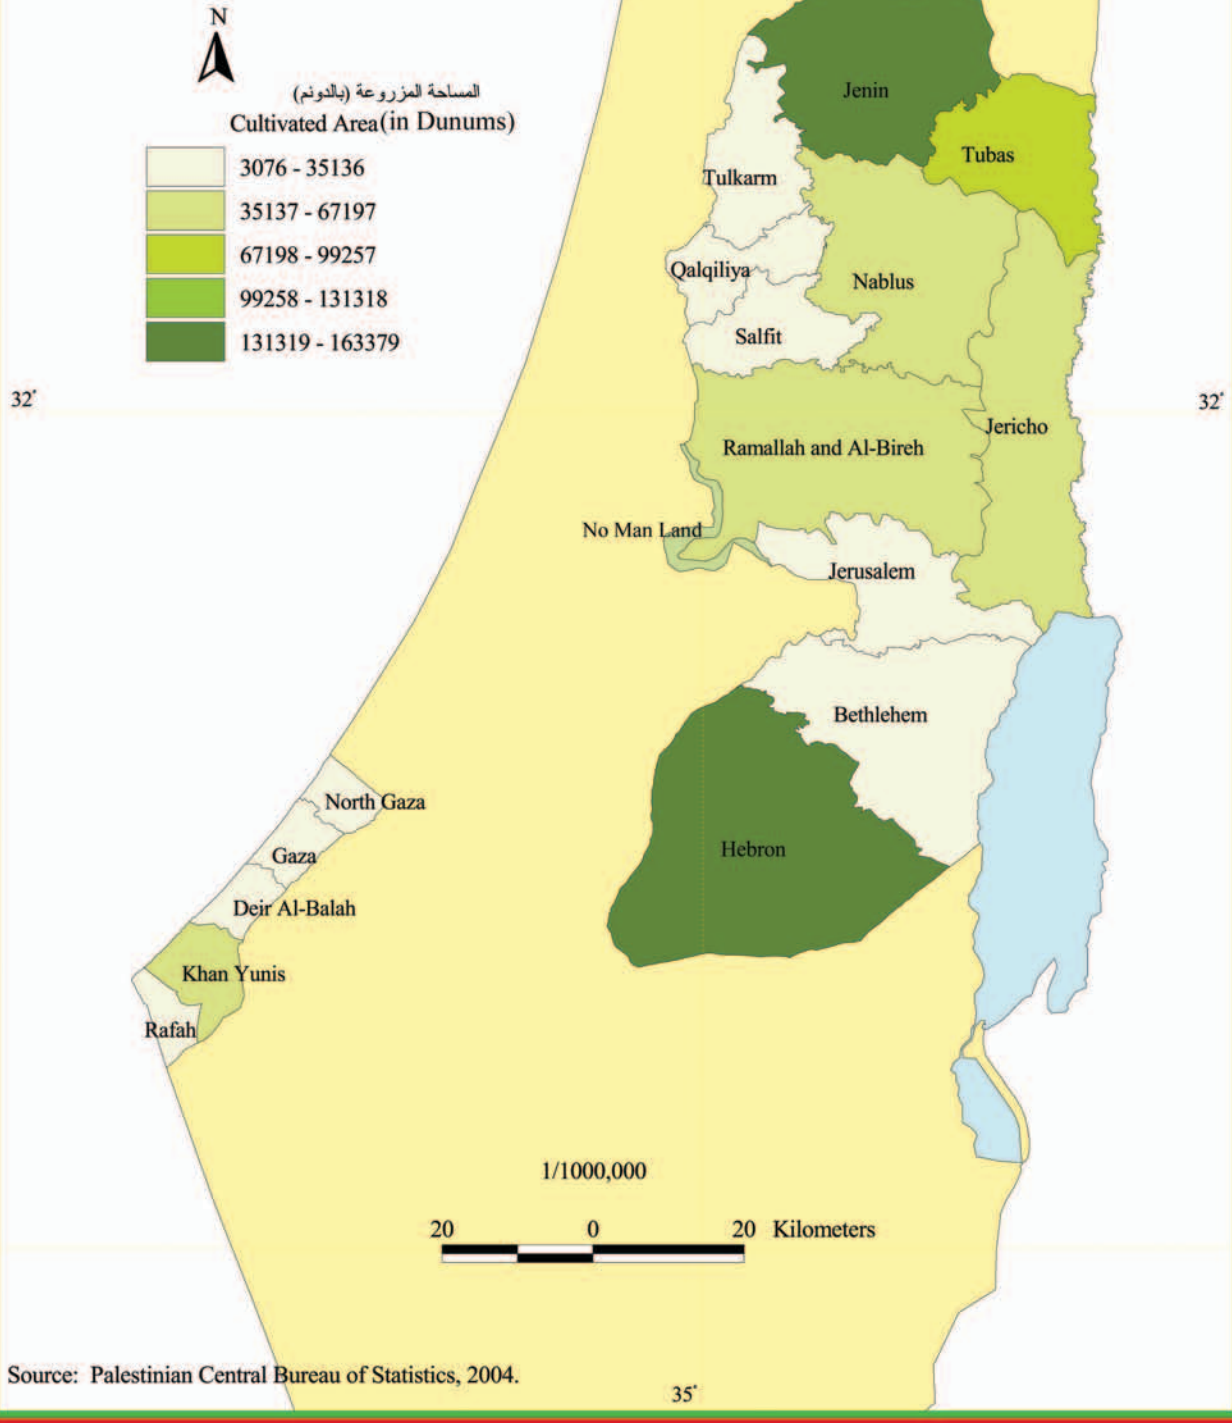 N
المساحة المزروعة (بالدونم)
Cultivated Area(in Dunums)
3076 - 35136
35137 - 67197
67198 - 99257
99258 - 131318
131319 - 163379
Jenin
Tubas
Tulkarm
Qalqiliya
Nablus
Salfit
32°
32°
Jericho
Ramallah and Al-Bireh
No Man Land
Jerusalem
Bethlehem
North Gaza
Hebron
Gaza
Deir Al-Balah
Khan Yunis
Rafah
1/1000,000
20 0 20 Kilometers
Source: Palestinian Central Bureau of Statistics, 2004.
35°